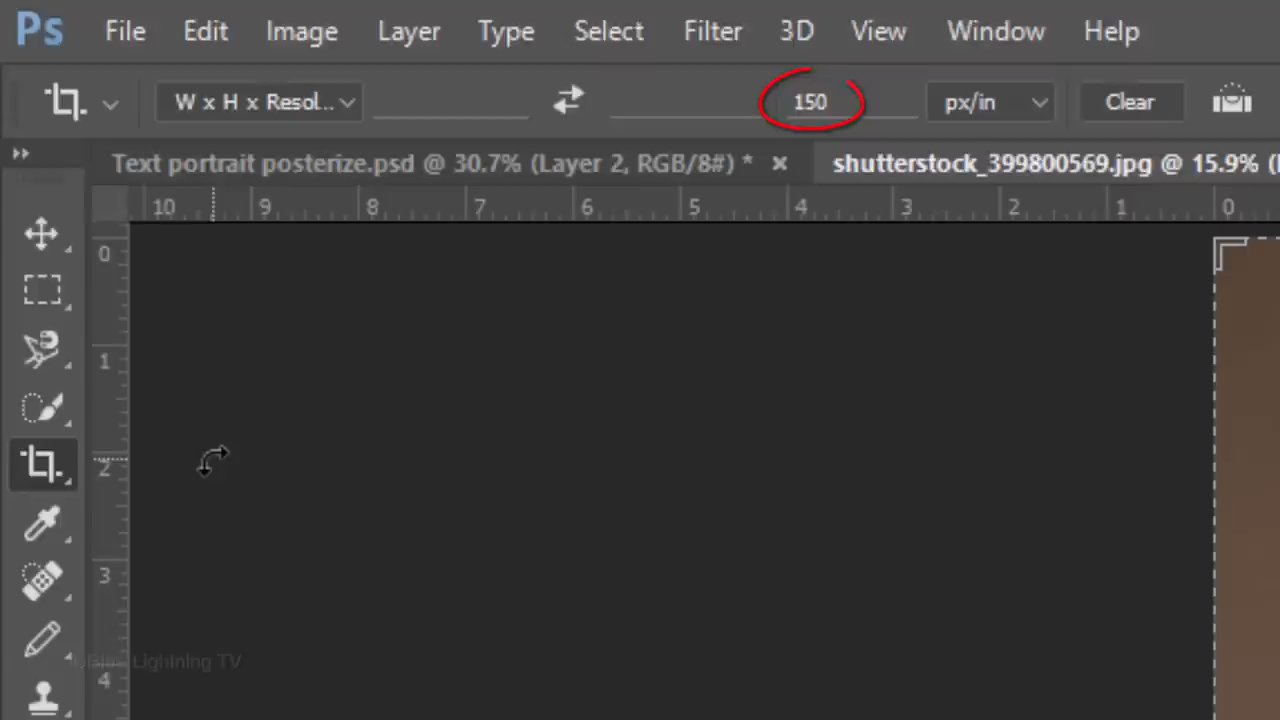 Ps File Edit Image Layer Type Select Filter 3D View Window Help
W x H x Resol... 150 px/in Clear
Text portrait posterize.psd @ 30.7% (Layer 2, RGB/8#) * × shutterstock_399800569.jpg @ 15.9% (
10 9 8 7 6 5 4 3 2 1 0
0
1
2
3
Lightning TV
4